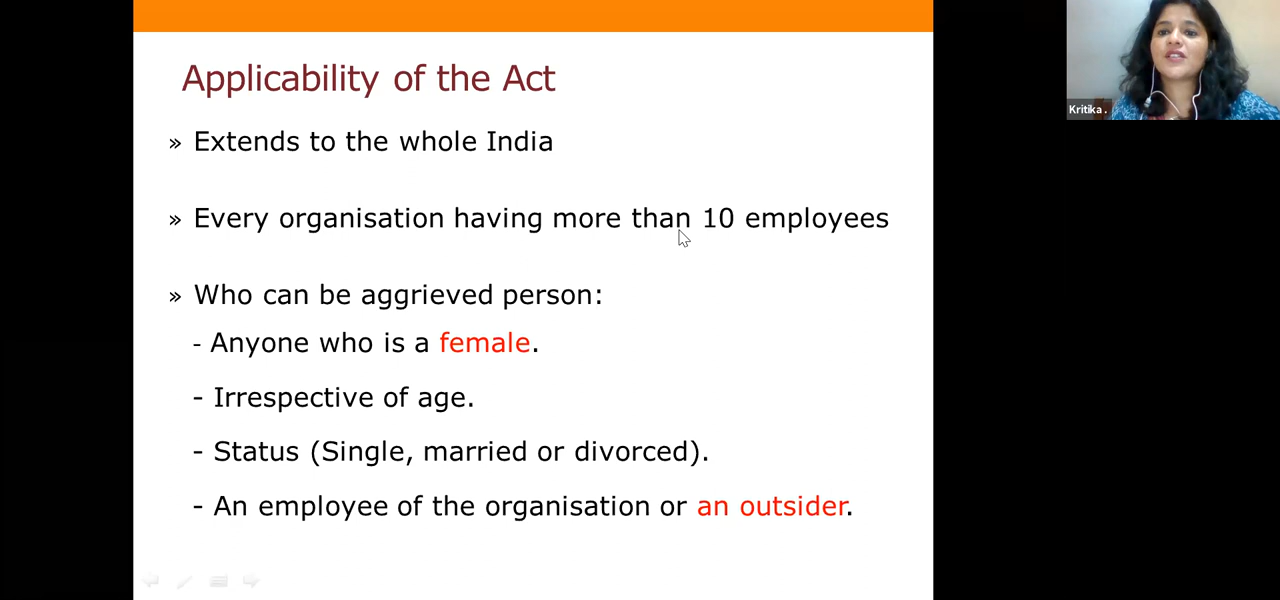 Applicability of the Act
» Extends to the whole India
» Every organisation having more than 10 employees
» Who can be aggrieved person:
- Anyone who is a female.
- Irrespective of age.
- Status (Single, married or divorced).
- An employee of the organisation or an outsider.
Kritika .